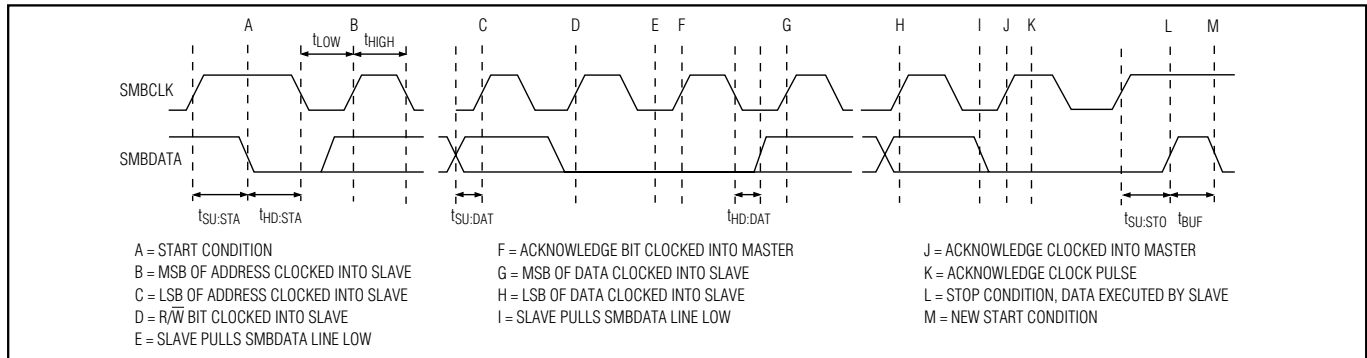 A B C D E F G H I J K L M
tLOW tHIGH
SMBCLK
SMBDATA
tSU:STA tHD:STA tSU:DAT tHD:DAT tSU:STO tBUF
A = START CONDITION
B = MSB OF ADDRESS CLOCKED INTO SLAVE
C = LSB OF ADDRESS CLOCKED INTO SLAVE
D = R/W̅ BIT CLOCKED INTO SLAVE
E = SLAVE PULLS SMBDATA LINE LOW
F = ACKNOWLEDGE BIT CLOCKED INTO MASTER
G = MSB OF DATA CLOCKED INTO SLAVE
H = LSB OF DATA CLOCKED INTO SLAVE
I = SLAVE PULLS SMBDATA LINE LOW
J = ACKNOWLEDGE CLOCKED INTO MASTER
K = ACKNOWLEDGE CLOCK PULSE
L = STOP CONDITION, DATA EXECUTED BY SLAVE
M = NEW START CONDITION